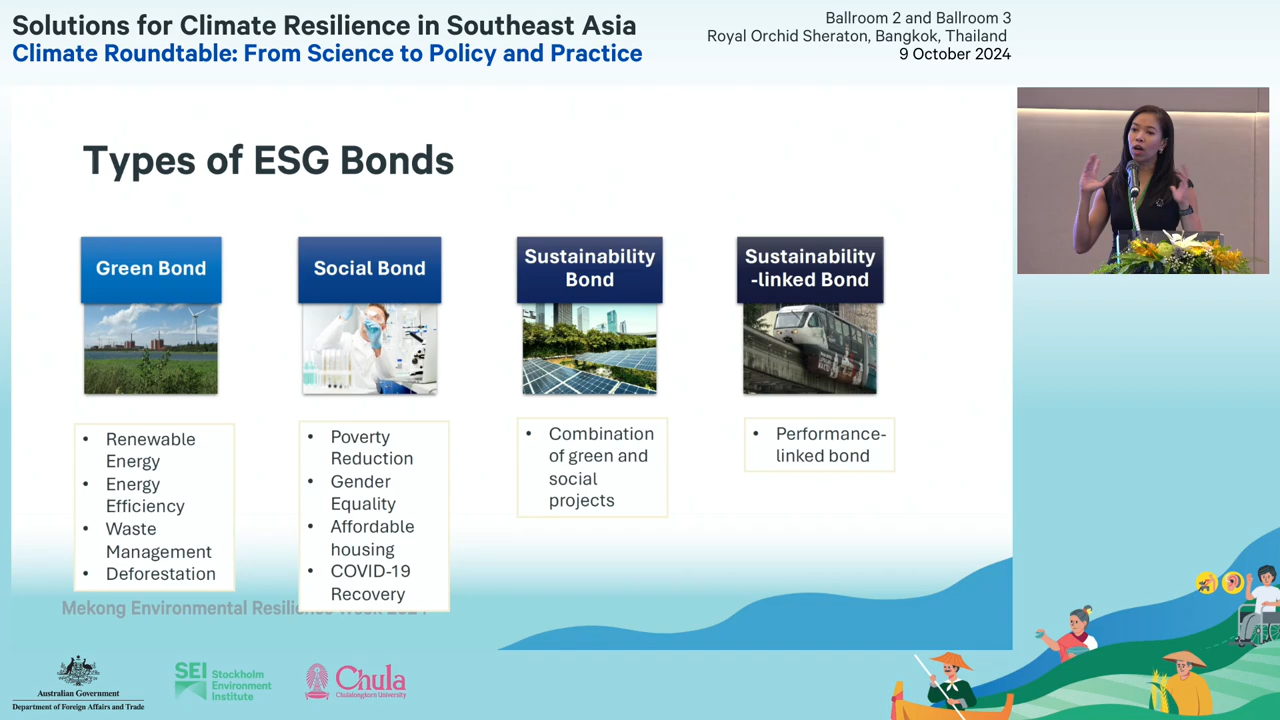 Solutions for Climate Resilience in Southeast Asia
Climate Roundtable: From Science to Policy and Practice
Ballroom 2 and Ballroom 3
Royal Orchid Sheraton, Bangkok, Thailand
9 October 2024
Types of ESG Bonds
Green Bond
• Renewable
Energy
• Energy
Efficiency
• Waste
Management
• Deforestation
Social Bond
• Poverty
Reduction
• Gender
Equality
• Affordable
housing
• COVID-19
Recovery
Sustainability
Bond
• Combination
of green and
social
projects
Sustainability
-linked Bond
• Performance-
linked bond
Mekong Environmental Resilience Week 2024
Australian Government
Department of Foreign Affairs and Trade
SEI Stockholm
Environment
Institute
Chula
Chulalongkorn University